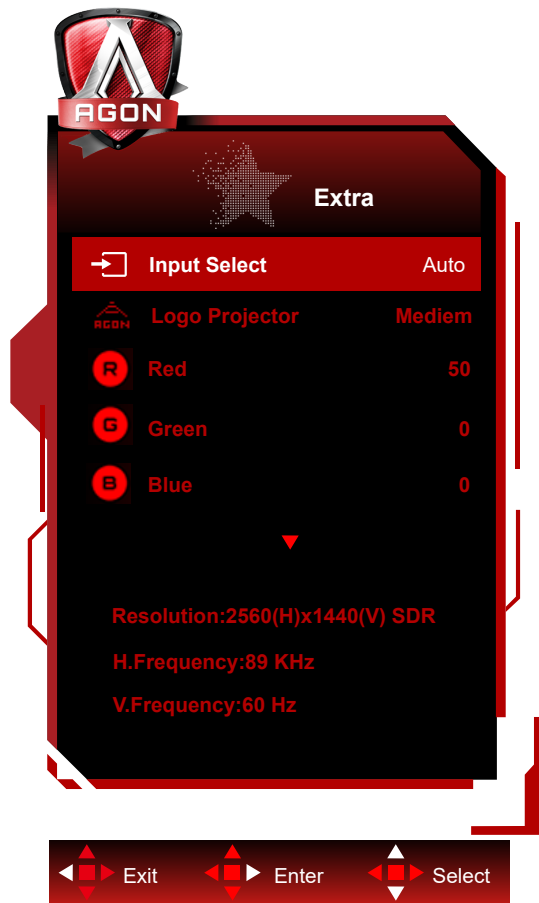 AGON
Extra
Input Select Auto
AGON Logo Projector Mediem
R Red 50
G Green 0
B Blue 0
Resolution:2560(H)x1440(V) SDR
H.Frequency:89 KHz
V.Frequency:60 Hz
Exit Enter Select